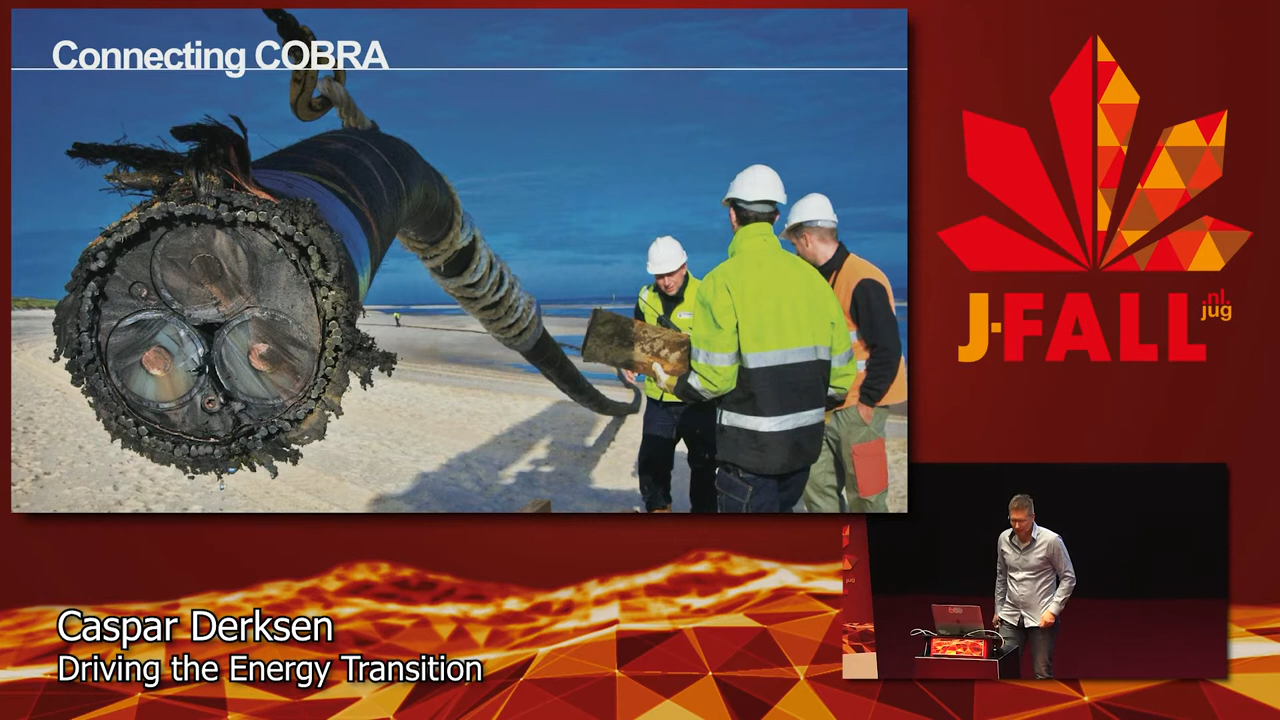 Connecting COBRA
J-FALL
nl.
jug
Caspar Derksen
Driving the Energy Transition